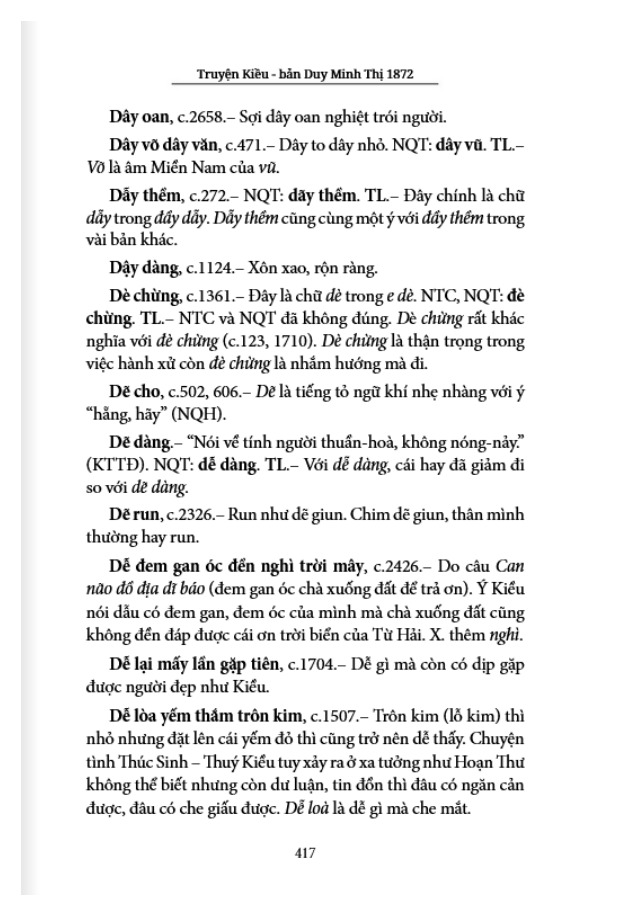 Truyện Kiều - bản Duy Minh Thị 1872
Dây oan, c.2658.– Sợi dây oan nghiệt trói người.
Dây võ dây văn, c.471.– Dây to dây nhỏ. NQT: dây vũ. TL.–
Võ là âm Miền Nam của vũ.
Dẫy thềm, c.272.– NQT: dãy thềm. TL.– Đây chính là chữ
dẫy trong đầy dẫy. Dẫy thềm cũng cùng một ý với đầy thềm trong
vài bản khác.
Dậy dàng, c.1124.– Xôn xao, rộn ràng.
Dè chừng, c.1361.– Đây là chữ dè trong e dè. NTC, NQT: đè
chừng. TL.– NTC và NQT đã không đúng. Dè chừng rất khác
nghĩa với đè chừng (c.123, 1710). Dè chừng là thận trọng trong
việc hành xử còn đè chừng là nhắm hướng mà đi.
Dẽ cho, c.502, 606.– Dẽ là tiếng tỏ ngữ khí nhẹ nhàng với ý
“hẵng, hãy” (NQH).
Dẽ dàng.– “Nói về tính người thuần-hoà, không nóng-nảy.”
(KTTĐ). NQT: dễ dàng. TL.– Với dễ dàng, cái hay đã giảm đi
so với dẽ dàng.
Dẽ run, c.2326.– Run như dẽ giun. Chim dẽ giun, thân mình
thường hay run.
Dễ đem gan óc đền nghì trời mây, c.2426.– Do câu Can
não đồ địa dĩ báo (đem gan óc chà xuống đất để trả ơn). Ý Kiều
nói dẫu có đem gan, đem óc của mình mà chà xuống đất cũng
không đền đáp được cái ơn trời biển của Từ Hải. X. thêm nghì.
Dễ lại mấy lần gặp tiên, c.1704.– Dễ gì mà còn có dịp gặp
được người đẹp như Kiều.
Dễ lòa yếm thắm trôn kim, c.1507.– Trôn kim (lỗ kim) thì
nhỏ nhưng đặt lên cái yếm đỏ thì cũng trở nên dễ thấy. Chuyện
tình Thúc Sinh – Thuý Kiều tuy xảy ra ở xa tưởng như Hoạn Thư
không thể biết nhưng còn dư luận, tin đồn thì đâu có ngăn cản
được, đâu có che giấu được. Dễ loà là dễ gì mà che mắt.
417